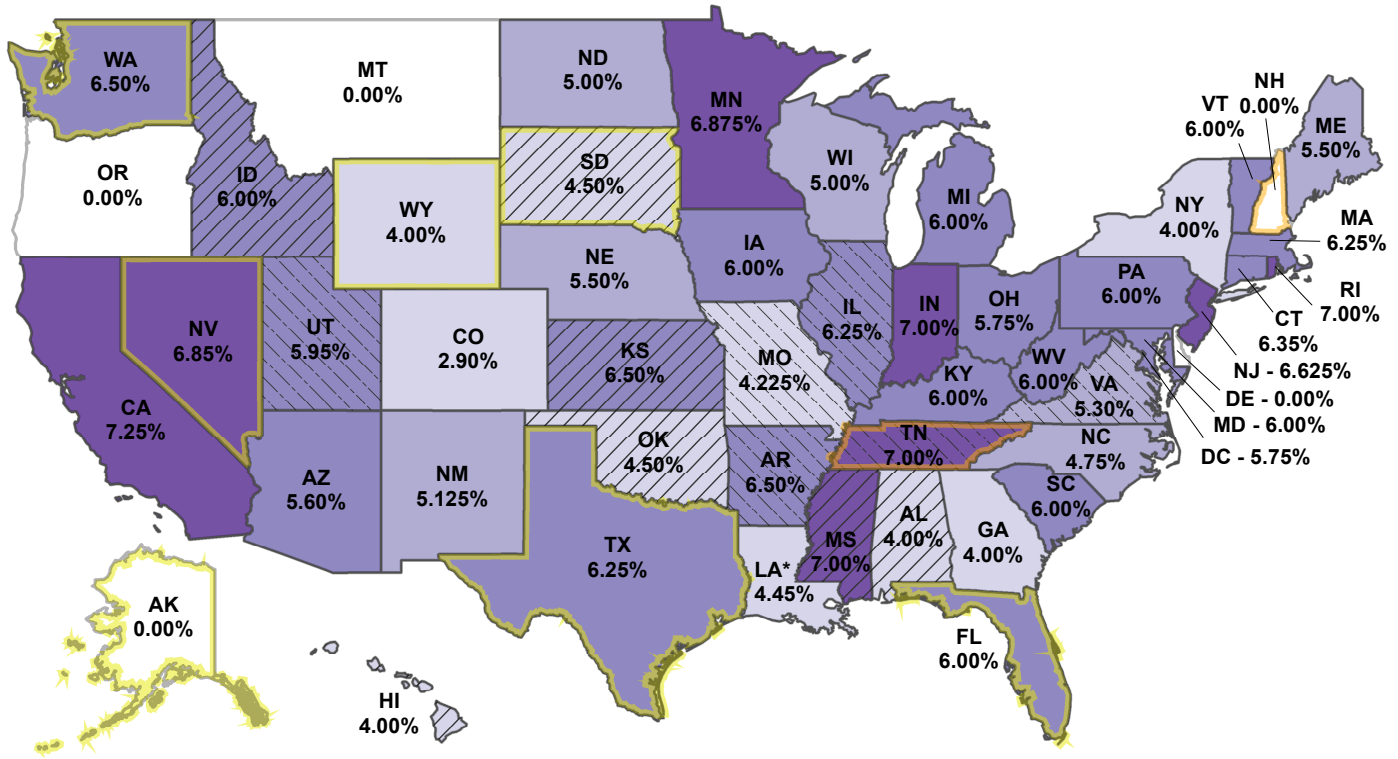 WA
6.50%
MT
0.00%
ND
5.00%
MN
6.875%
NH
0.00%
VT
6.00%
ME
5.50%
OR
0.00%
ID
6.00%
SD
4.50%
WI
5.00%
WY
4.00%
MI
6.00%
NY
4.00%
MA
6.25%
IA
6.00%
NE
5.50%
PA
6.00%
RI
7.00%
NV
6.85%
UT
5.95%
CO
2.90%
IL
6.25%
IN
7.00%
OH
5.75%
CT
6.35%
KS
6.50%
MO
4.225%
WV
6.00%
KY
6.00%
VA
5.30%
NJ - 6.625%
DE - 0.00%
MD - 6.00%
DC - 5.75%
CA
7.25%
TN
7.00%
NC
4.75%
OK
4.50%
AR
6.50%
AZ
5.60%
NM
5.125%
SC
6.00%
TX
6.25%
MS
7.00%
AL
4.00%
GA
4.00%
LA*
4.45%
AK
0.00%
FL
6.00%
HI
4.00%